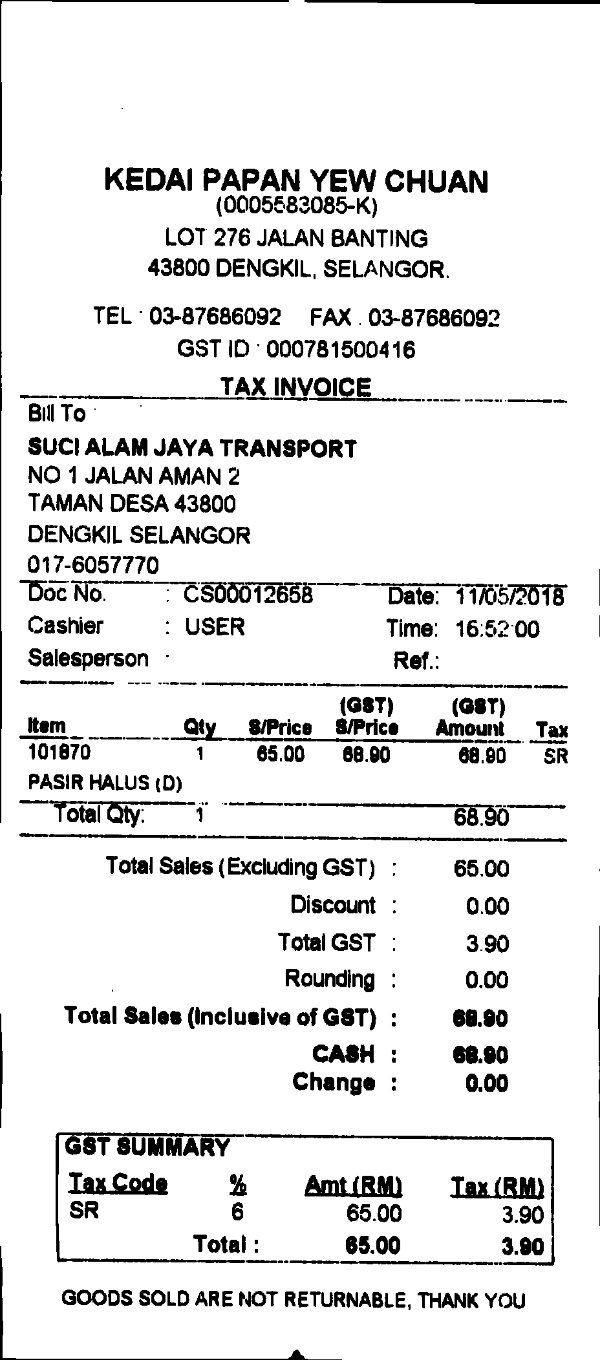 KEDAI PAPAN YEW CHUAN
(0005583085-K)
LOT 276 JALAN BANTING
43800 DENGKIL, SELANGOR.
TEL : 03-87686092 FAX : 03-87686092
GST ID : 000781500416
TAX INVOICE
Bill To :
SUCI ALAM JAYA TRANSPORT
NO 1 JALAN AMAN 2
TAMAN DESA 43800
DENGKIL SELANGOR
017-6057770
Doc No. : CS00012658 Date: 11/05/2018
Cashier : USER Time: 16:52:00
Salesperson : Ref.:
(GST) (GST)
Item Qty S/Price S/Price Amount Tax
101870 1 65.00 68.90 68.90 SR
PASIR HALUS (D)
Total Qty: 1 68.90
Total Sales (Excluding GST) : 65.00
Discount : 0.00
Total GST : 3.90
Rounding : 0.00
Total Sales (Inclusive of GST) : 68.90
CASH : 68.90
Change : 0.00
GST SUMMARY
Tax Code % Amt (RM) Tax (RM)
SR 6 65.00 3.90
Total : 65.00 3.90
GOODS SOLD ARE NOT RETURNABLE, THANK YOU